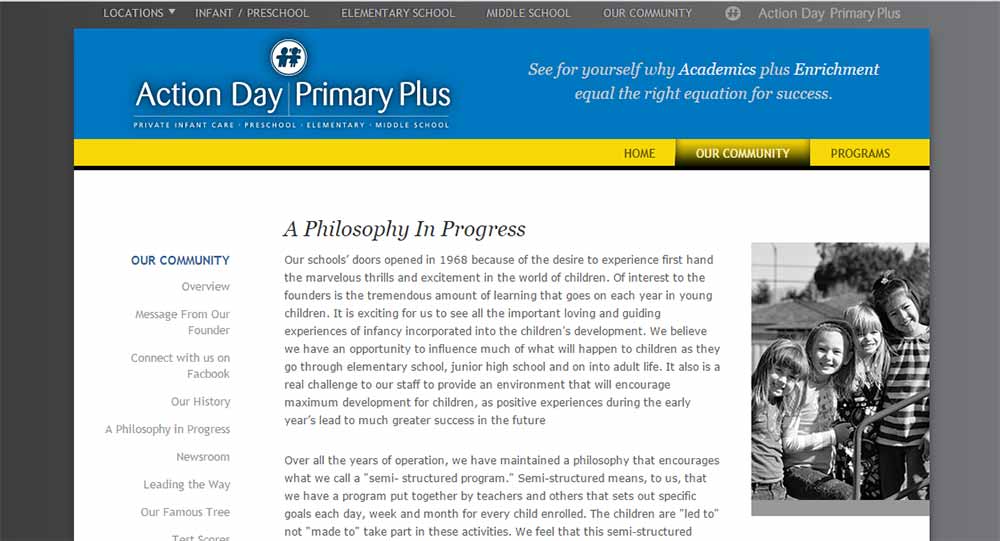 LOCATIONS INFANT / PRESCHOOL ELEMENTARY SCHOOL MIDDLE SCHOOL OUR COMMUNITY Action Day Primary Plus
Action Day Primary Plus
PRIVATE INFANT CARE · PRESCHOOL · ELEMENTARY · MIDDLE SCHOOL
See for yourself why Academics plus Enrichment
equal the right equation for success.
HOME OUR COMMUNITY PROGRAMS
OUR COMMUNITY
Overview
Message From Our
Founder
Connect with us on
Facbook
Our History
A Philosophy in Progress
Newsroom
Leading the Way
Our Famous Tree
Test Scores
A Philosophy In Progress
Our schools’ doors opened in 1968 because of the desire to experience first hand
the marvelous thrills and excitement in the world of children. Of interest to the
founders is the tremendous amount of learning that goes on each year in young
children. It is exciting for us to see all the important loving and guiding
experiences of infancy incorporated into the children’s development. We believe
we have an opportunity to influence much of what will happen to children as they
go through elementary school, junior high school and on into adult life. It also is a
real challenge to our staff to provide an environment that will encourage
maximum development for children, as positive experiences during the early
year’s lead to much greater success in the future
Over all the years of operation, we have maintained a philosophy that encourages
what we call a "semi- structured program." Semi-structured means, to us, that
we have a program put together by teachers and others that sets out specific
goals each day, week and month for every child enrolled. The children are "led to"
not "made to" take part in these activities. We feel that this semi-structured